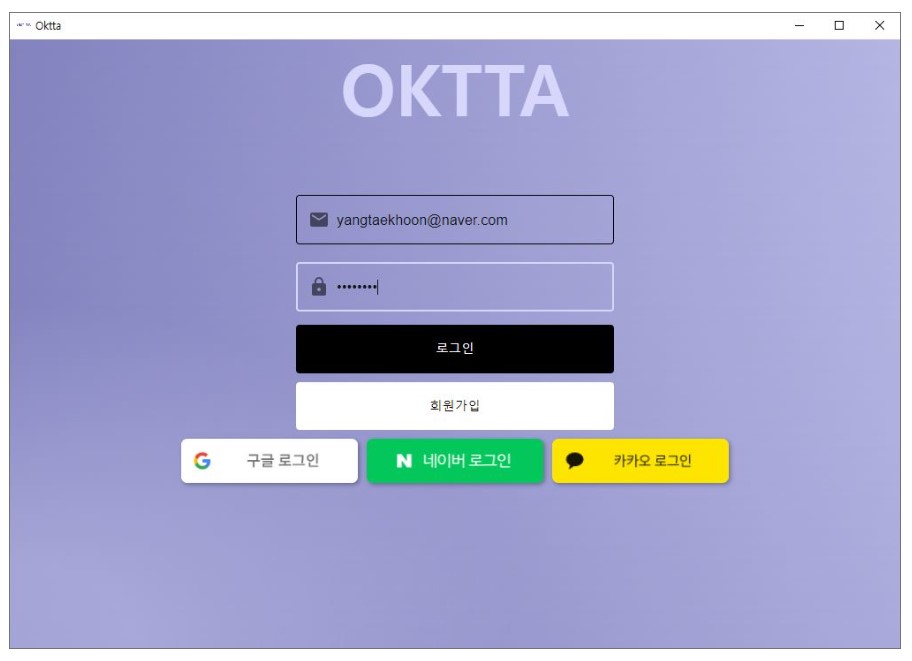 Oktta
OKTTA
yangtaekhoon@naver.com
••••••••
로그인
회원가입
구글 로그인
네이버 로그인
카카오 로그인